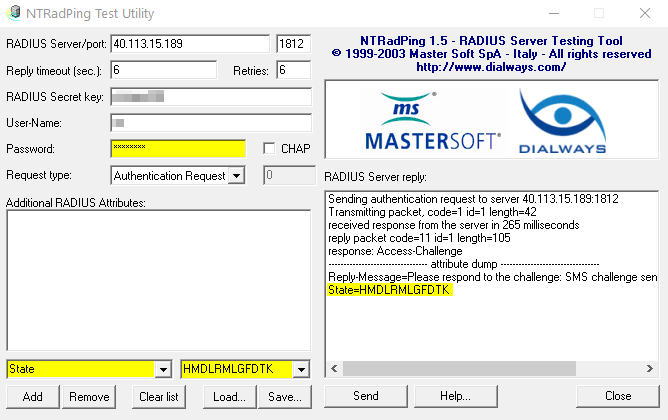 NTRadPing Test Utility
RADIUS Server/port: 40.113.15.189 1812
Reply timeout (sec.): 6 Retries: 6
RADIUS Secret key:
User-Name:
Password: xxxxxxxx CHAP
Request type: Authentication Request 0
Additional RADIUS Attributes:
State HMDLRMLGFDTK
Add Remove Clear list Load... Save...
NTRadPing 1.5 - RADIUS Server Testing Tool
© 1999-2003 Master Soft SpA - Italy - All rights reserved
http://www.dialways.com/
ms
MASTERSOFT®
DIALWAYS
RADIUS Server reply:
Sending authentication request to server 40.113.15.189:1812
Transmitting packet, code=1 id=1 length=42
received response from the server in 265 milliseconds
reply packet code=11 id=1 length=105
response: Access-Challenge
------------------------------- attribute dump -------------------------------
Reply-Message=Please respond to the challenge: SMS challenge sen
State=HMDLRMLGFDTK
Send Help... Close